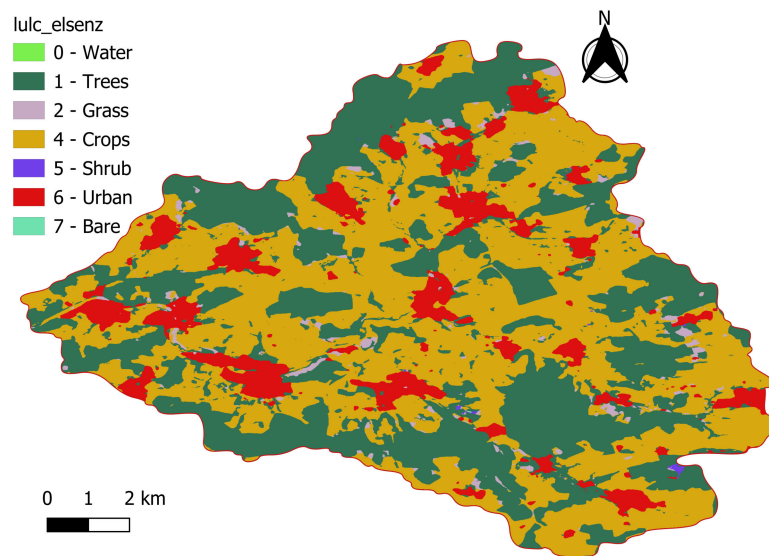 lulc_elsenz
0 - Water
1 - Trees
2 - Grass
4 - Crops
5 - Shrub
6 - Urban
7 - Bare
N
0 1 2 km